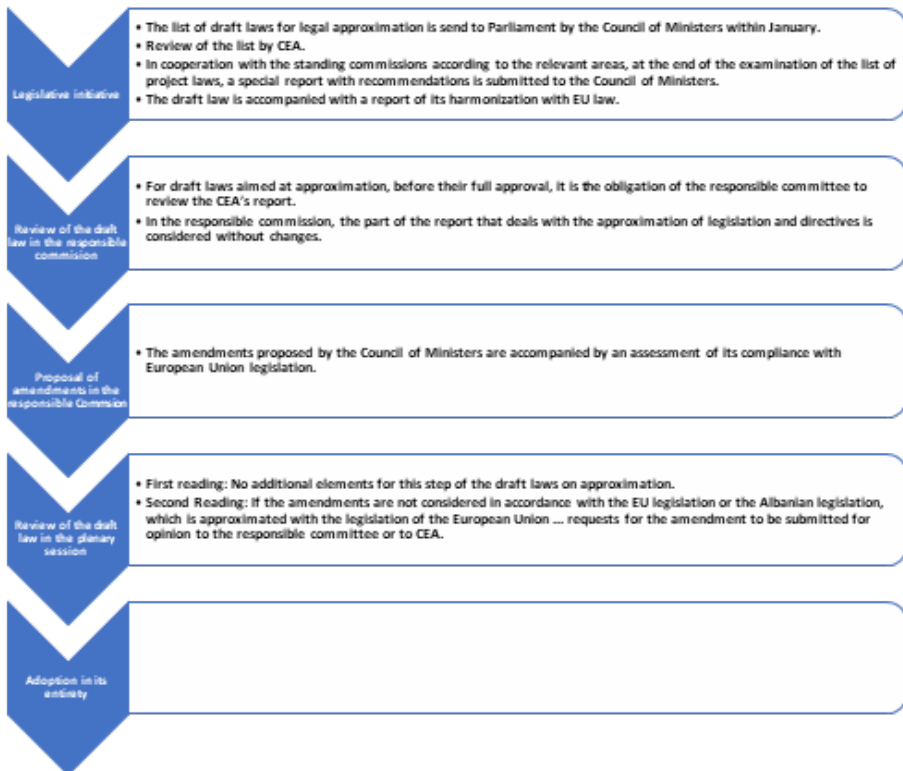 Legislative initiative
• The list of draft laws for legal approximation is send to Parliament by the Council of Ministers within January.
• Review of the list by CEA.
• In cooperation with the standing commissions according to the relevant areas, at the end of the examination of the list of
project laws, a special report with recommendations is submitted to the Council of Ministers.
• The draft law is accompanied with a report of its harmonization with EU law.
Review of the draft
law in the responsible
commision
• For draft laws aimed at approximation, before their full approval, it is the obligation of the responsible committee to
review the CEA's report.
• In the responsible commission, the part of the report that deals with the approximation of legislation and directives is
considered without changes.
Proposal of
amendments in the
responsible Commsion
• The amendments proposed by the Council of Ministers are accompanied by an assessment of its compliance with
European Union legislation.
Review of the draft
law in the plenary
session
• First reading: No additional elements for this step of the draft laws on approximation.
• Second Reading: If the amendments are not considered in accordance with the EU legislation or the Albanian legislation,
which is approximated with the legislation of the European Union ... requests for the amendment to be submitted for
opinion to the responsible committee or to CEA.
Adoption in its
entirety